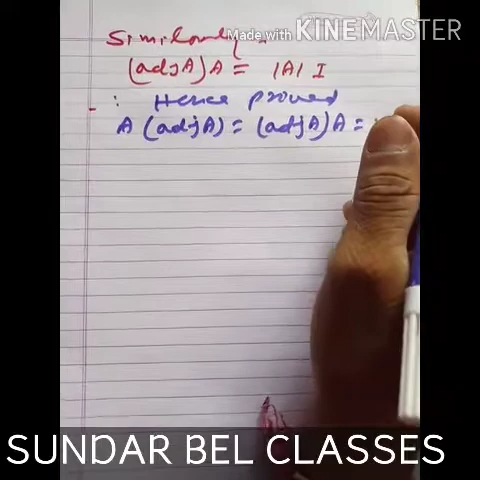 Similarly
Made with KINEMASTER
(adjA)A = |A| I
∴ Hence proved
A (adjA) = (adjA)A =
SUNDAR BEL CLASSES